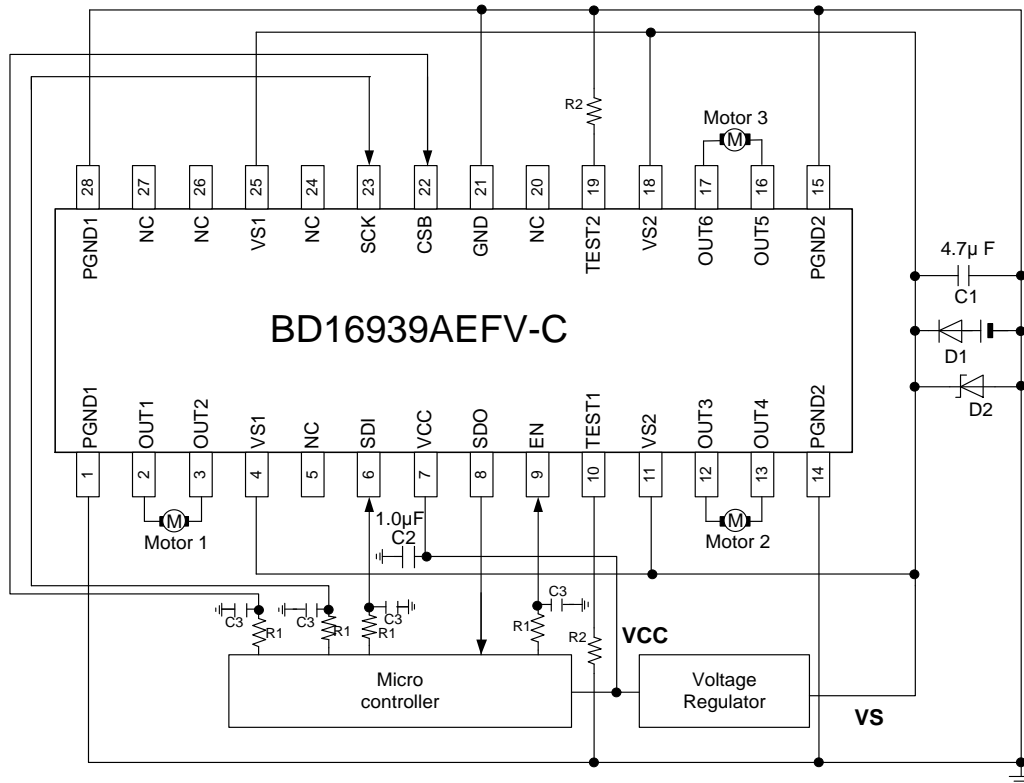 R2
Motor 3
M
28
27
26
25
24
23
22
21
20
19
18
17
16
15
PGND1
NC
NC
VS1
NC
SCK
CSB
GND
NC
TEST2
VS2
OUT6
OUT5
PGND2
4.7µ F
C1
BD16939AEFV-C
D1
D2
PGND1
OUT1
OUT2
VS1
NC
SDI
VCC
SDO
EN
TEST1
VS2
OUT3
OUT4
PGND2
1
2
3
4
5
6
7
8
9
10
11
12
13
14
M
Motor 1
1.0µF
C2
M
Motor 2
C3
R1
C3
R1
C3
R1
C3
R1
R2
VCC
Micro
controller
Voltage
Regulator
VS